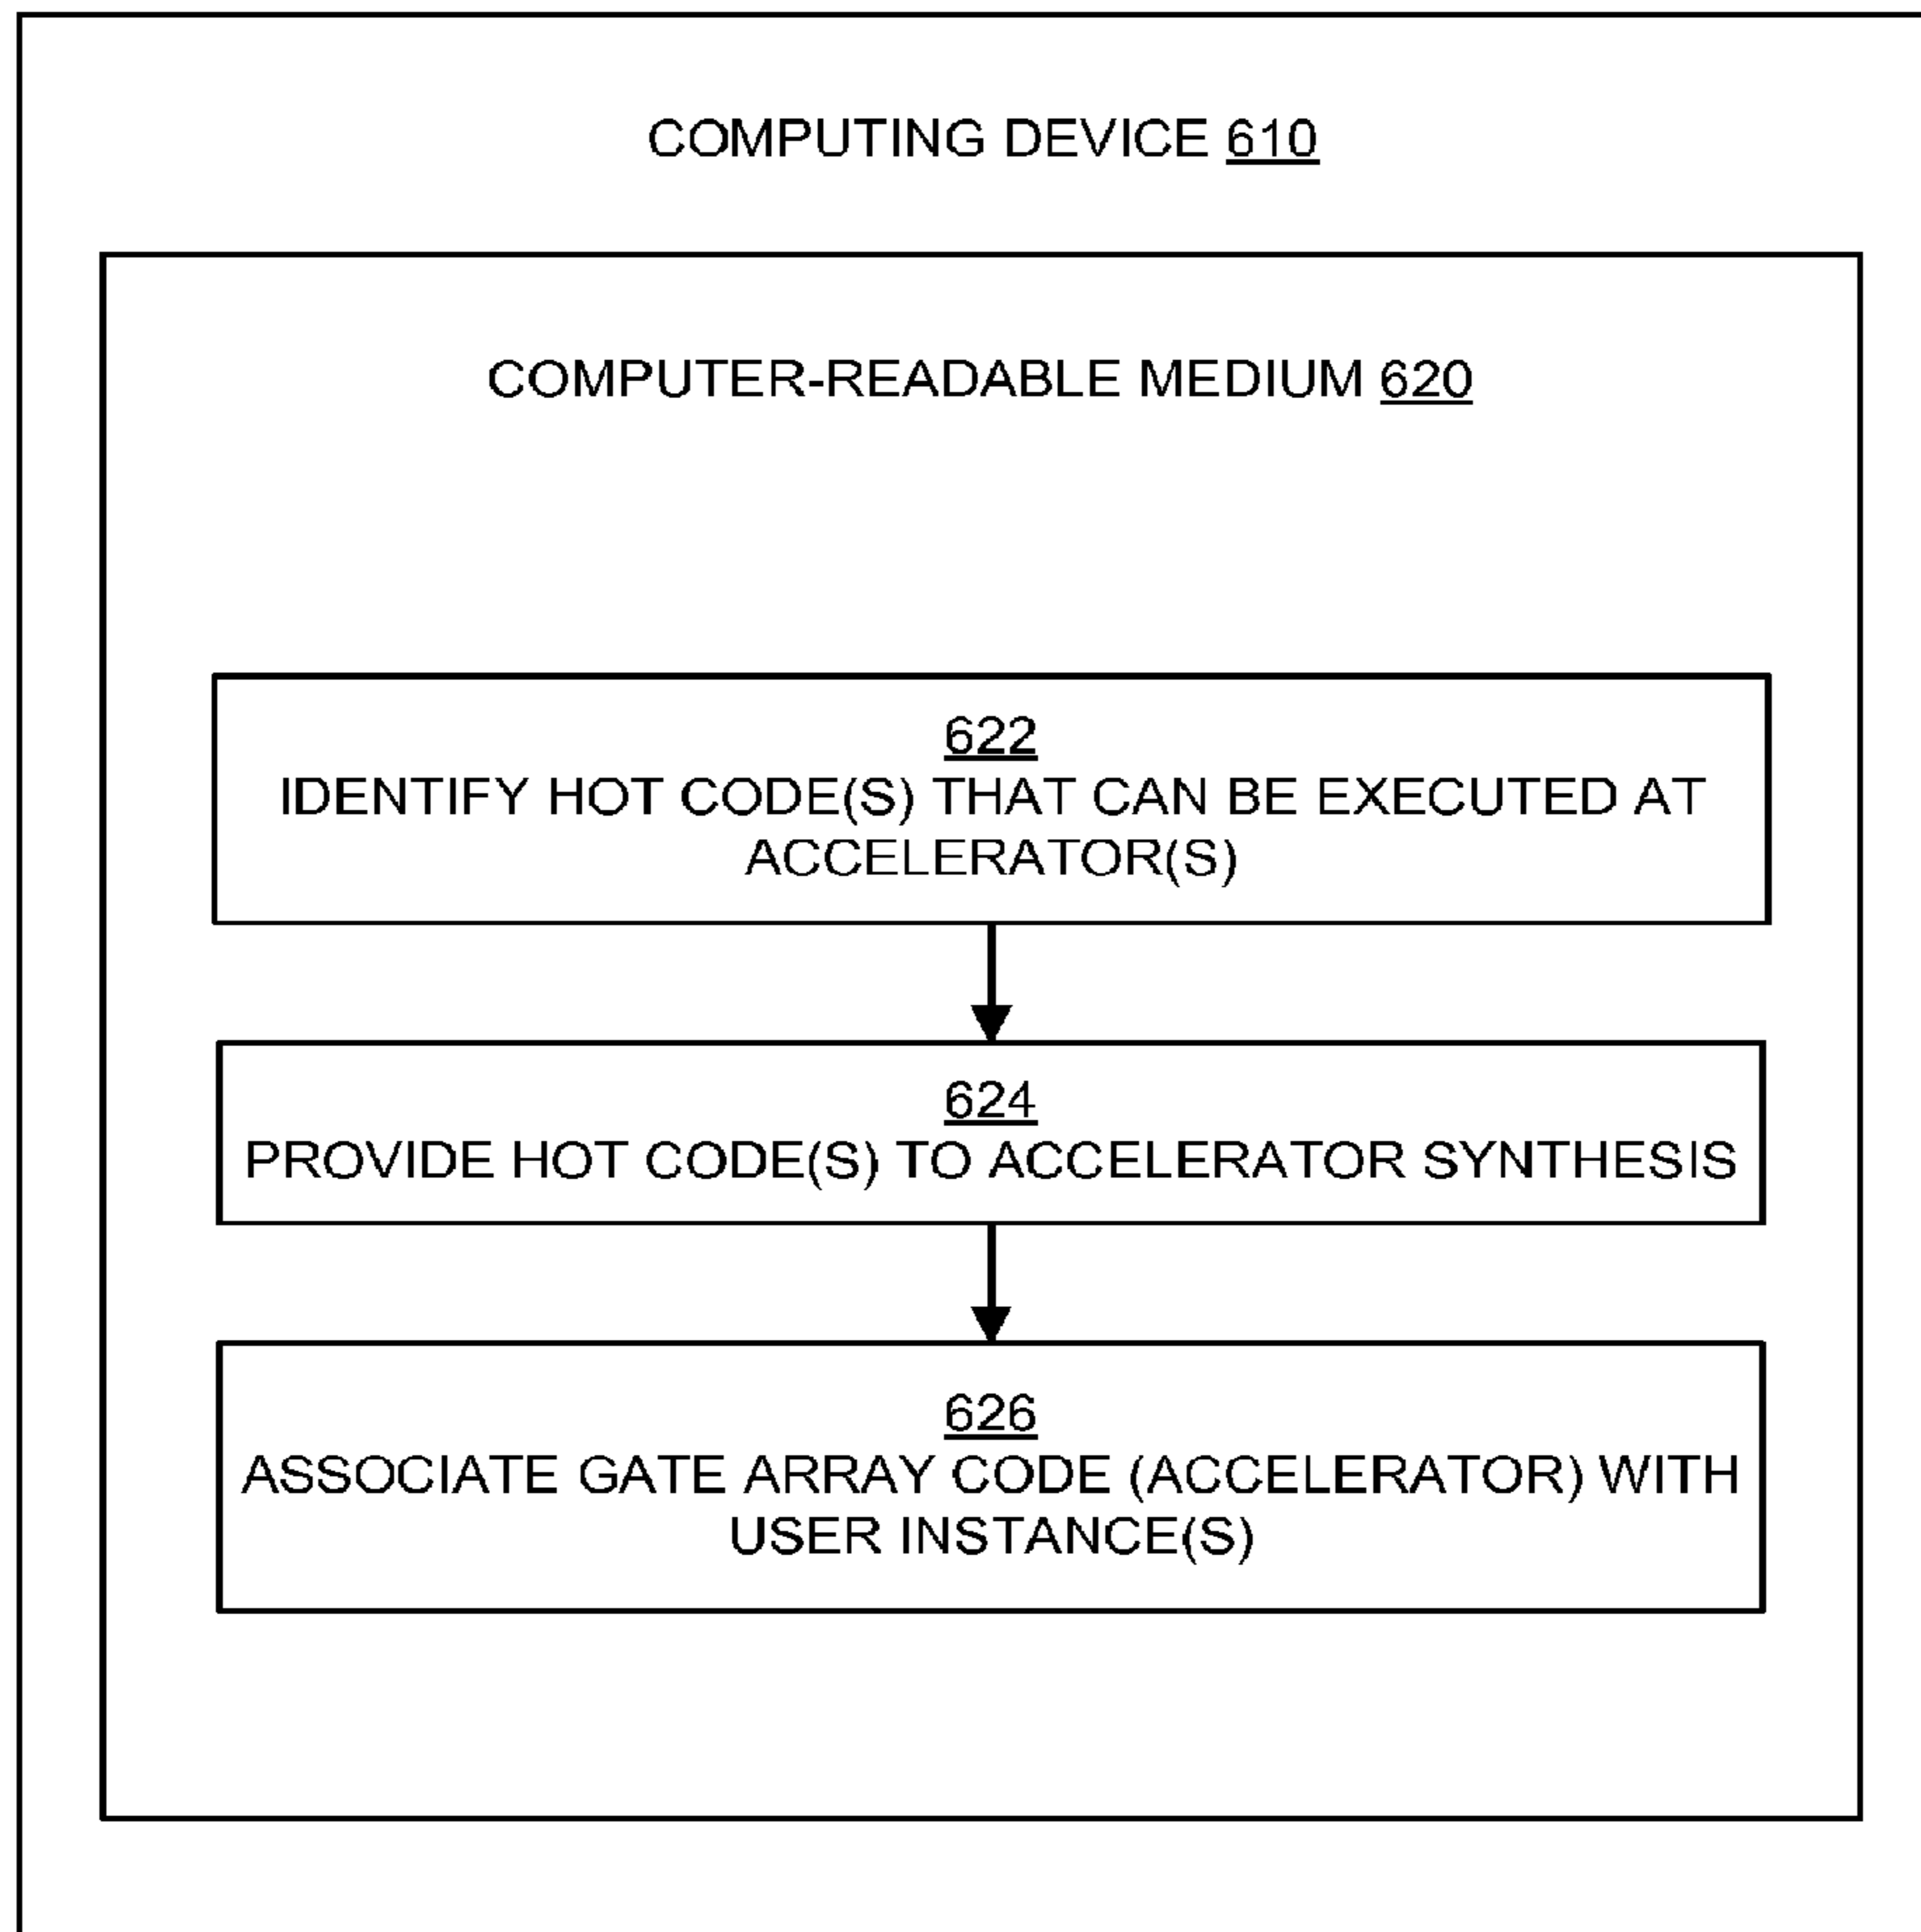 COMPUTING DEVICE 610
COMPUTER-READABLE MEDIUM 620
622
IDENTIFY HOT CODE(S) THAT CAN BE EXECUTED AT
ACCELERATOR(S)
624
PROVIDE HOT CODE(S) TO ACCELERATOR SYNTHESIS
626
ASSOCIATE GATE ARRAY CODE (ACCELERATOR) WITH
USER INSTANCE(S)